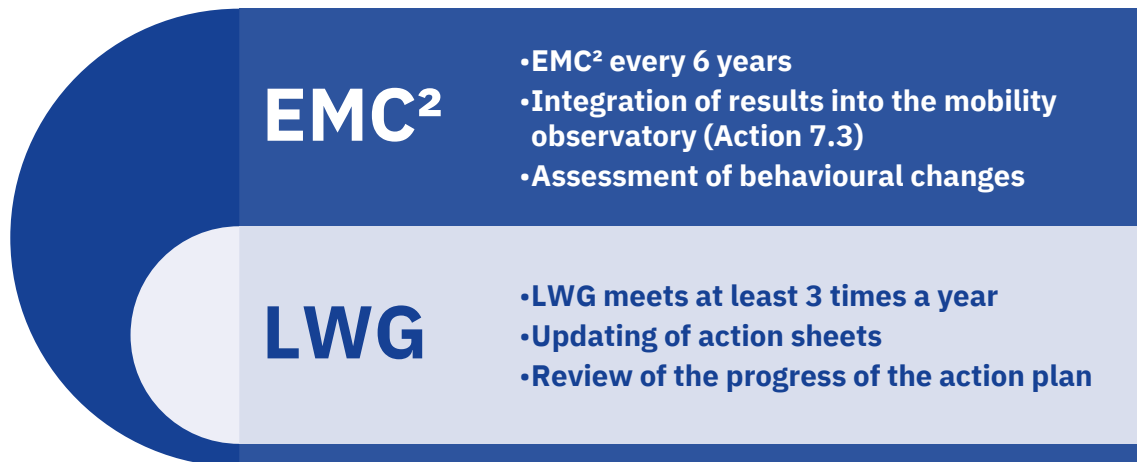 EMC²
•EMC² every 6 years
•Integration of results into the mobility
observatory (Action 7.3)
•Assessment of behavioural changes
LWG
•LWG meets at least 3 times a year
•Updating of action sheets
•Review of the progress of the action plan